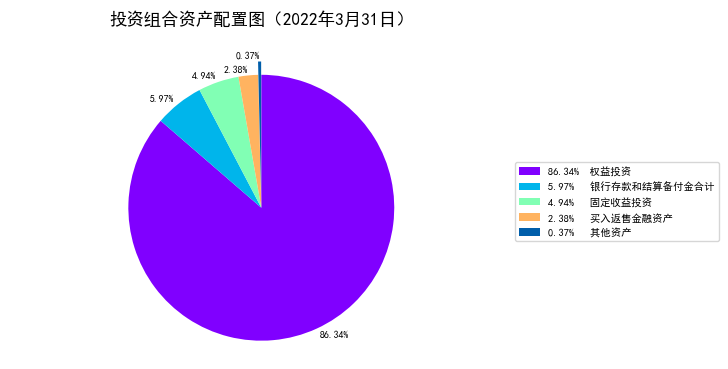 投资组合资产配置图（2022年3月31日）
0.37%
2.38%
4.94%
5.97%
86.34%
86.34% 权益投资
5.97% 银行存款和结算备付金合计
4.94% 固定收益投资
2.38% 买入返售金融资产
0.37% 其他资产